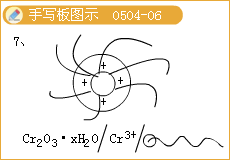 手写板图示 0504-06
7、
+ + + +
Cr₂O₃·xH₂O/Cr³⁺/